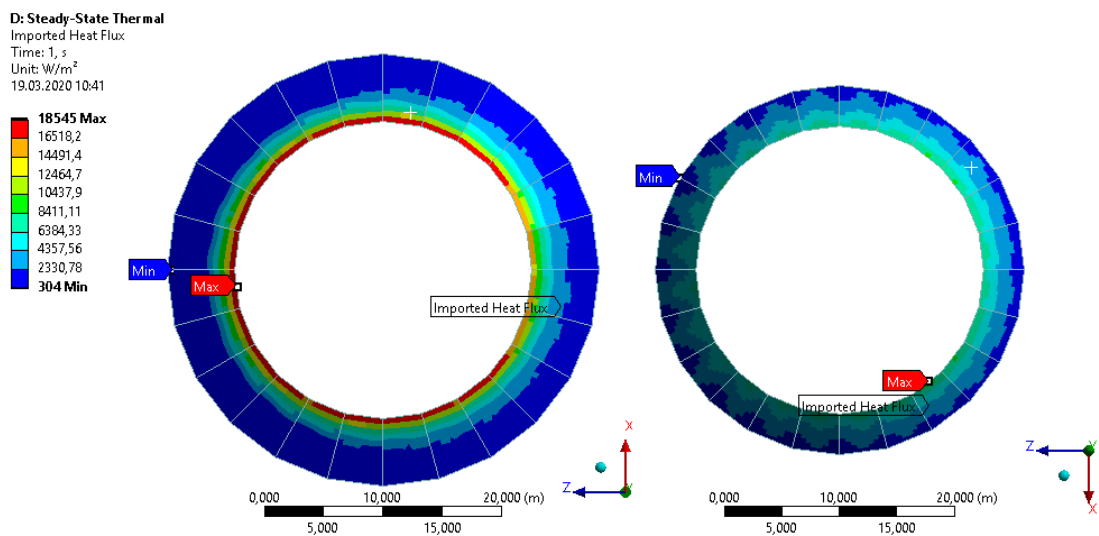 D: Steady-State Thermal
Imported Heat Flux
Time: 1, s
Unit: W/m²
19.03.2020 10:41
18545 Max
16518,2
14491,4
12464,7
10437,9
8411,11
6384,33
4357,56
2330,78
304 Min
Min
Max
Imported Heat Flux
Min
Max
Imported Heat Flux
X
Z
Y
Z
Y
X
0,000 10,000 20,000 (m)
5,000 15,000
0,000 10,000 20,000 (m)
5,000 15,000